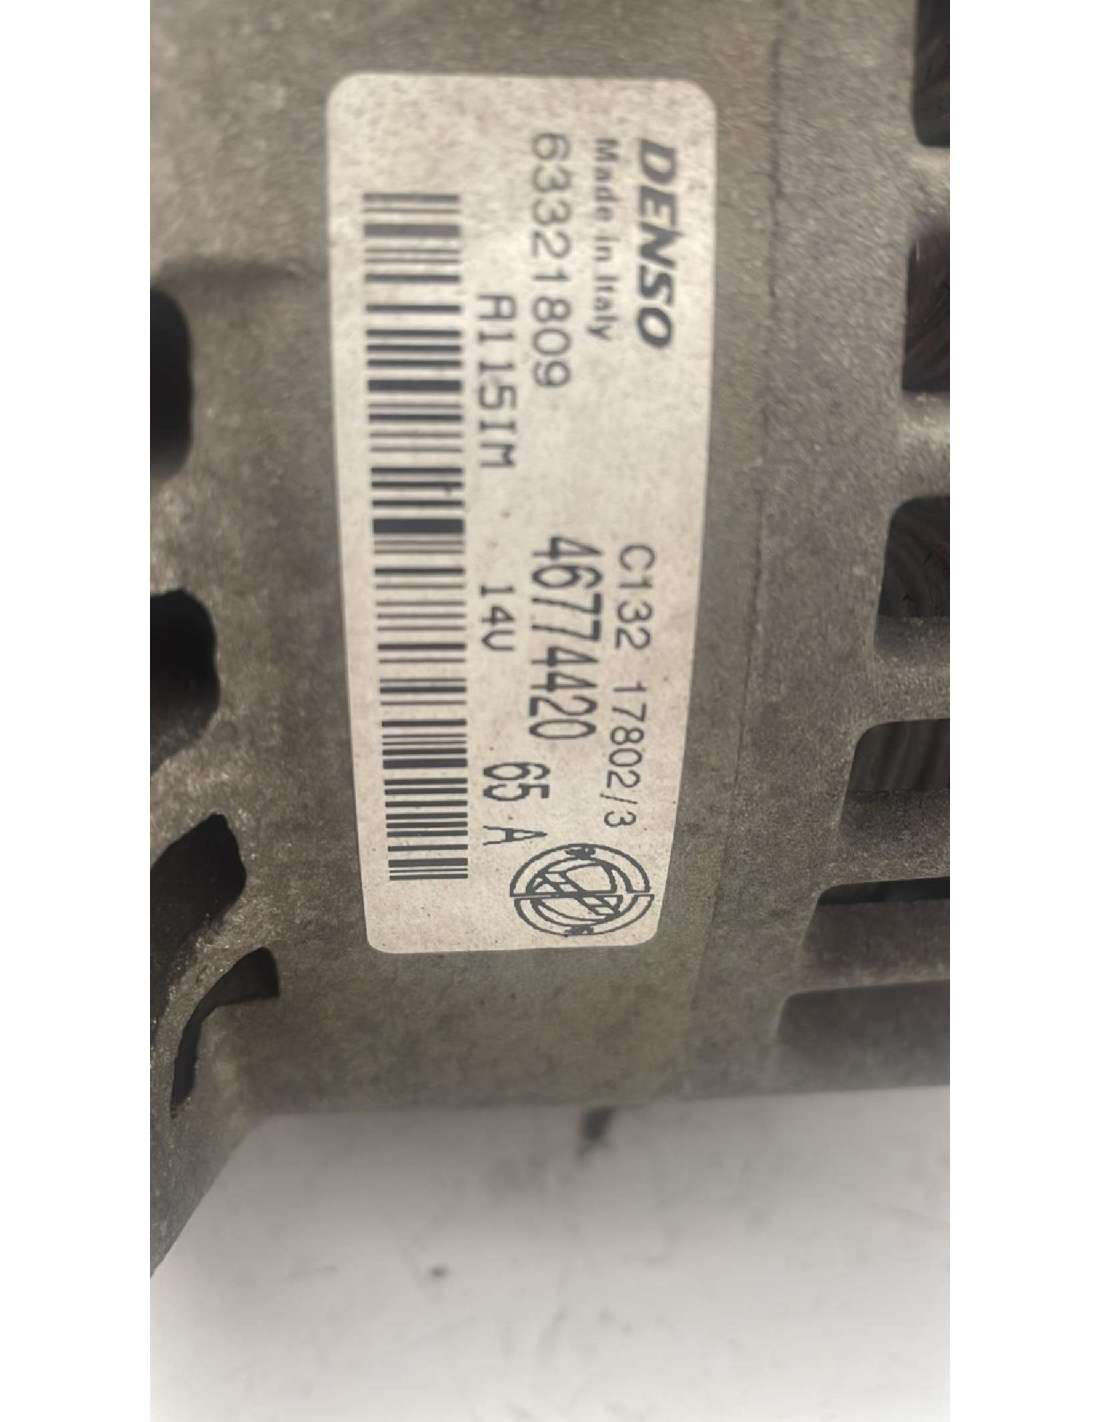 DENSO
Made in Italy
63321809
A115IM
C132 17802/3
46774420
14V
65 A